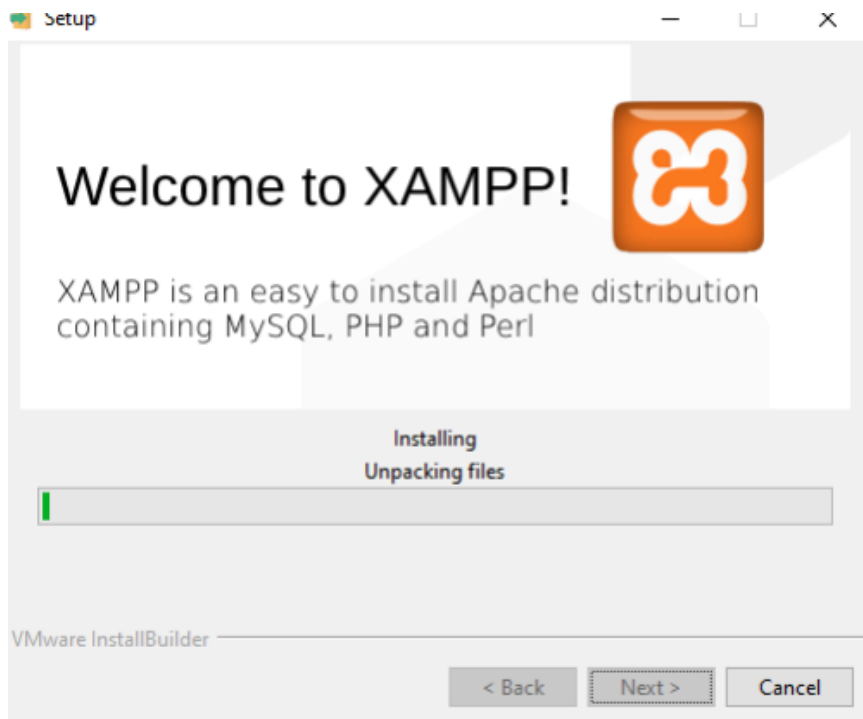 Setup
Welcome to XAMPP!
XAMPP is an easy to install Apache distribution
containing MySQL, PHP and Perl
Installing
Unpacking files
VMware InstallBuilder
< Back
Next >
Cancel